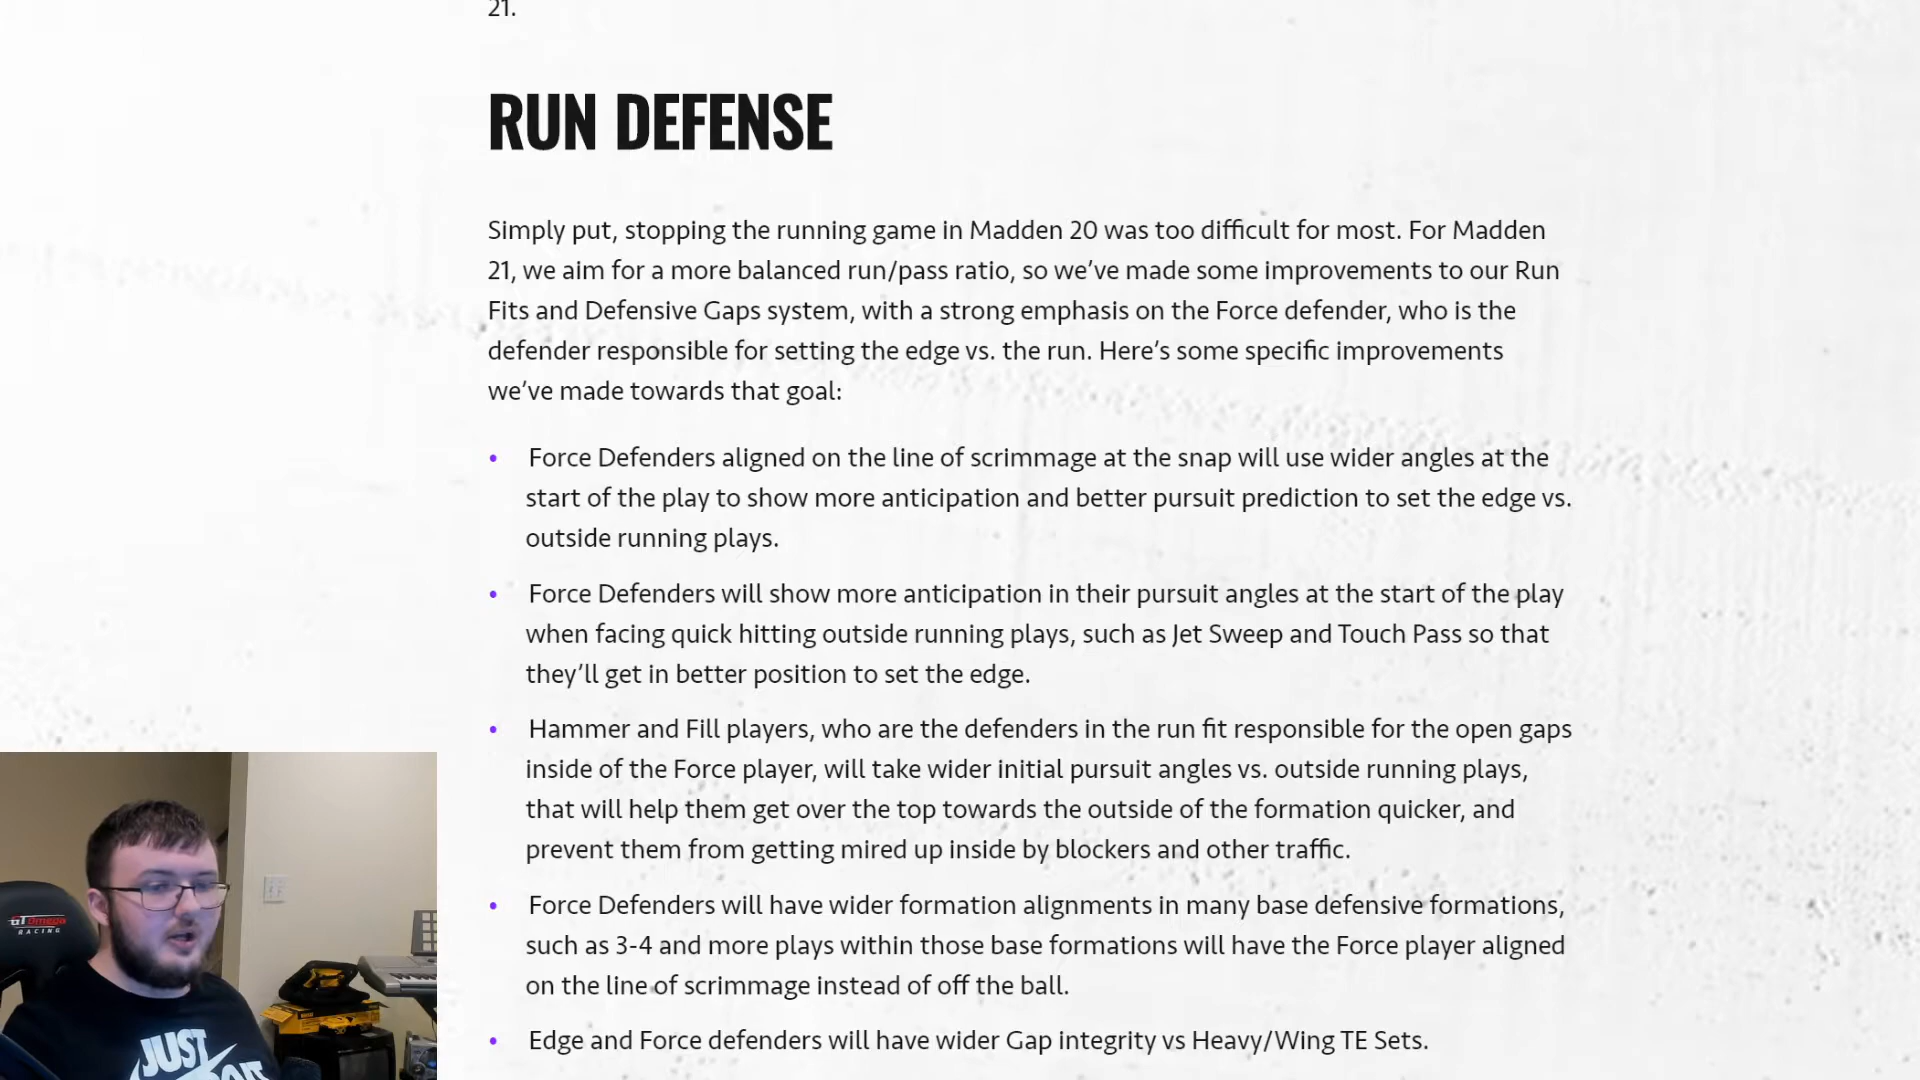 21.
RUN DEFENSE
Simply put, stopping the running game in Madden 20 was too difficult for most. For Madden
21, we aim for a more balanced run/pass ratio, so we've made some improvements to our Run
Fits and Defensive Gaps system, with a strong emphasis on the Force defender, who is the
defender responsible for setting the edge vs. the run. Here's some specific improvements
we've made towards that goal:
• Force Defenders aligned on the line of scrimmage at the snap will use wider angles at the
start of the play to show more anticipation and better pursuit prediction to set the edge vs.
outside running plays.
• Force Defenders will show more anticipation in their pursuit angles at the start of the play
when facing quick hitting outside running plays, such as Jet Sweep and Touch Pass so that
they'll get in better position to set the edge.
• Hammer and Fill players, who are the defenders in the run fit responsible for the open gaps
inside of the Force player, will take wider initial pursuit angles vs. outside running plays,
that will help them get over the top towards the outside of the formation quicker, and
prevent them from getting mired up inside by blockers and other traffic.
• Force Defenders will have wider formation alignments in many base defensive formations,
such as 3-4 and more plays within those base formations will have the Force player aligned
on the line of scrimmage instead of off the ball.
• Edge and Force defenders will have wider Gap integrity vs Heavy/Wing TE Sets.
GT Omega
RACING
JUST